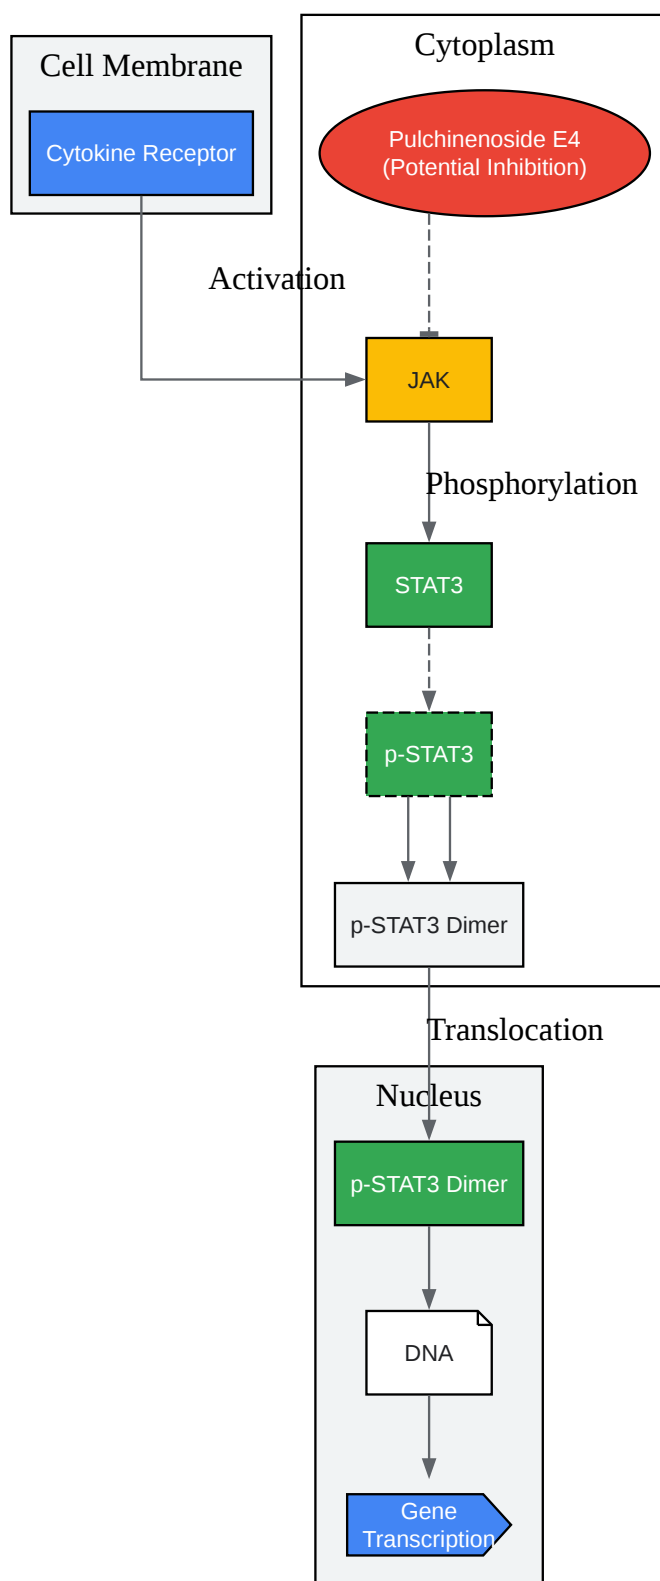 Cell Membrane
Cytokine Receptor
Cytoplasm
Pulchinenoside E4
(Potential Inhibition)
Activation
JAK
Phosphorylation
STAT3
p-STAT3
p-STAT3 Dimer
Translocation
Nucleus
p-STAT3 Dimer
DNA
Gene
Transcription